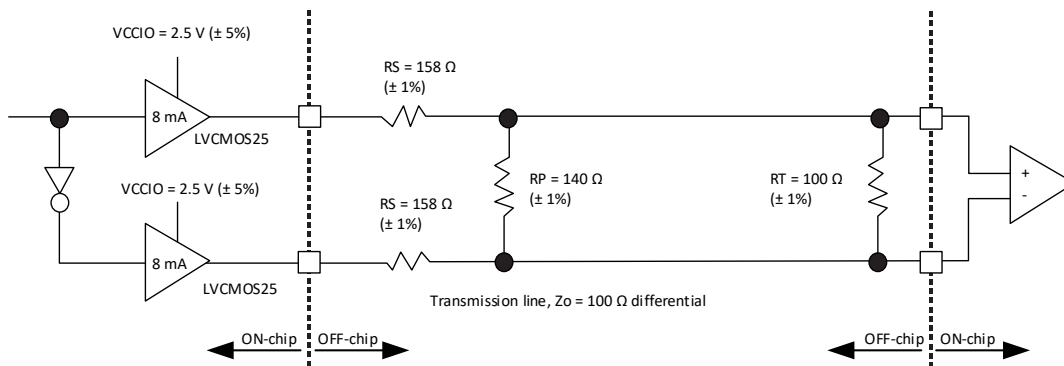 VCCIO = 2.5 V (± 5%)
8 mA
LVCMOS25
RS = 158 Ω
(± 1%)
VCCIO = 2.5 V (± 5%)
8 mA
LVCMOS25
RS = 158 Ω
(± 1%)
RP = 140 Ω
(± 1%)
RT = 100 Ω
(± 1%)
+
-
Transmission line, Zo = 100 Ω differential
ON-chip
OFF-chip
OFF-chip
ON-chip